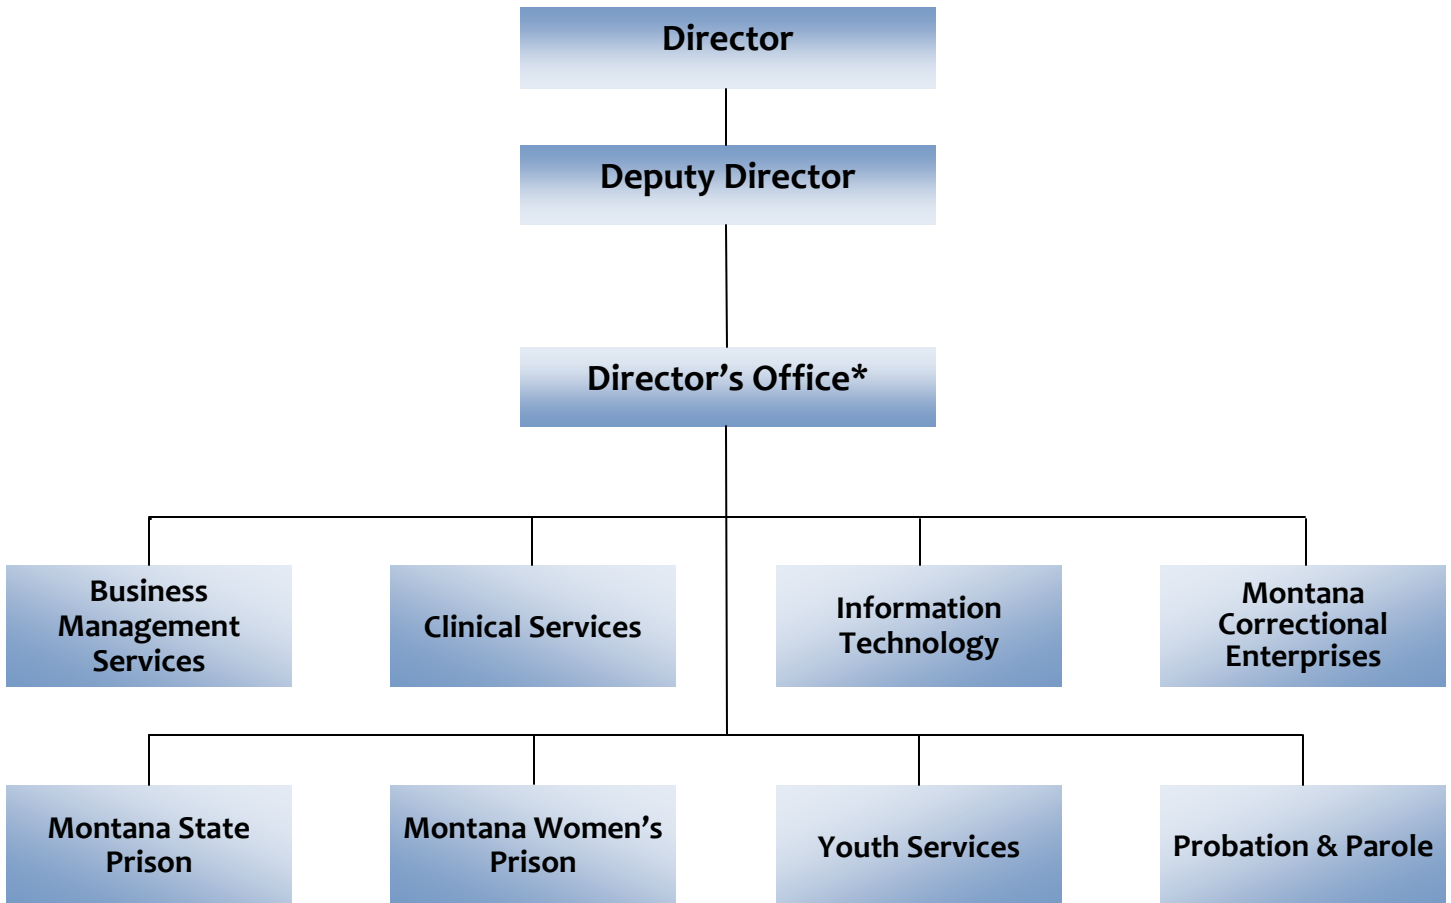 Director
Deputy Director
Director’s Office*
Business
Management
Services
Clinical Services
Information
Technology
Montana
Correctional
Enterprises
Montana State
Prison
Montana Women’s
Prison
Youth Services
Probation & Parole